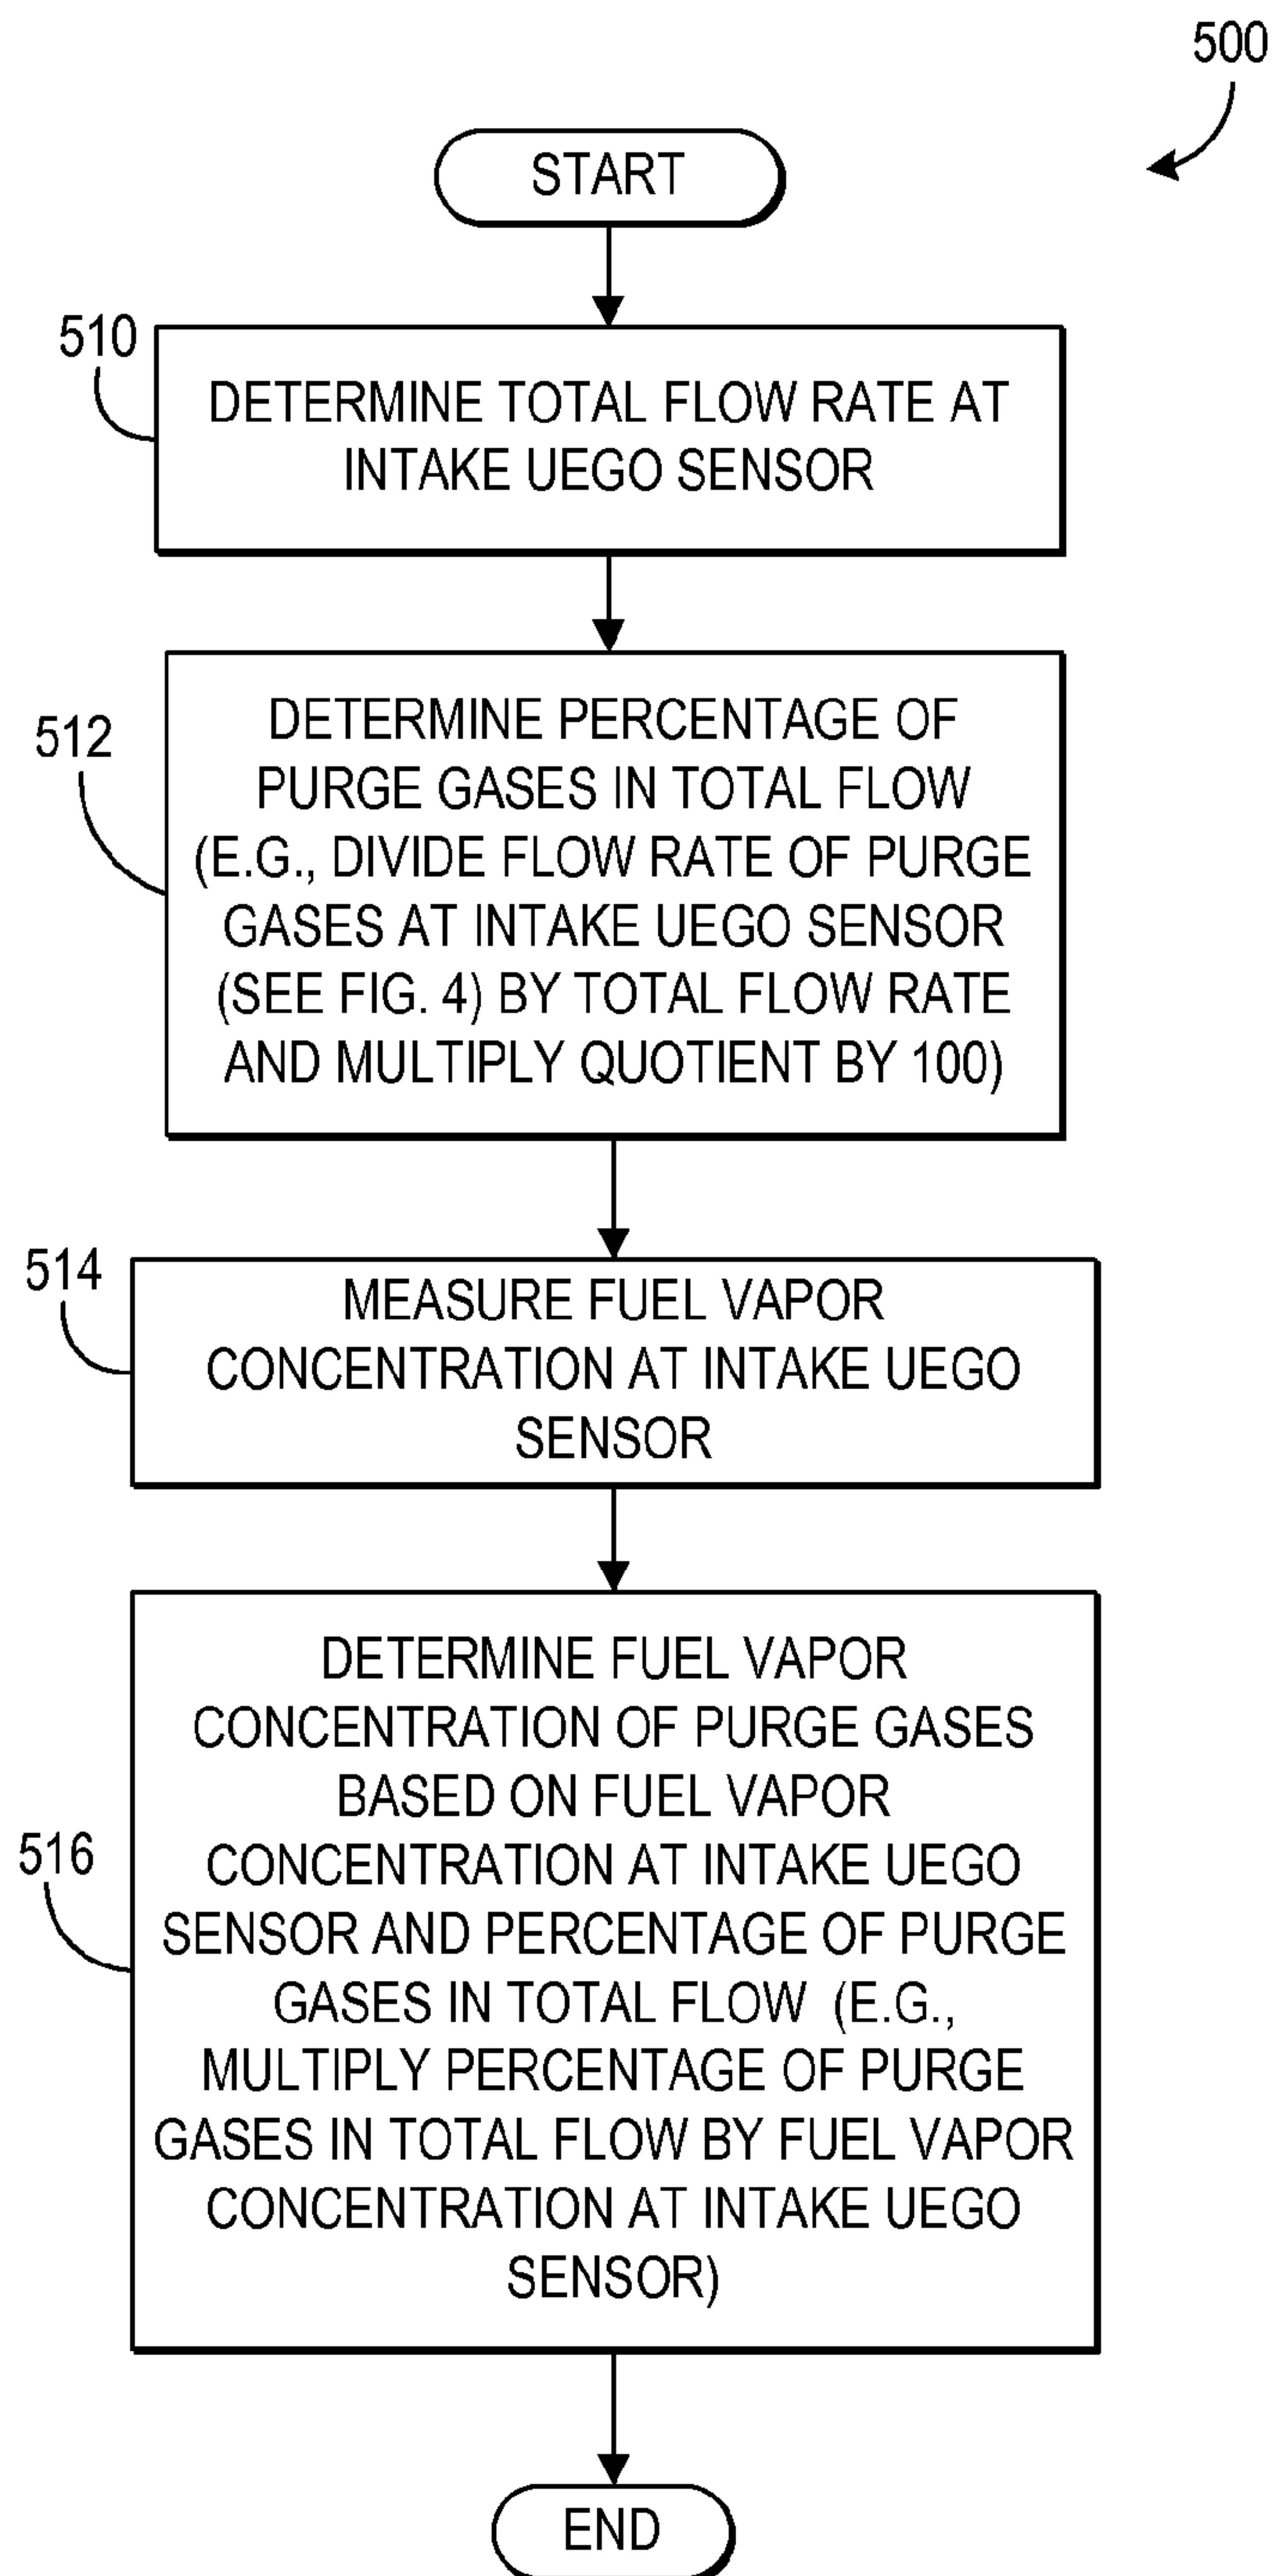 500
START
510
DETERMINE TOTAL FLOW RATE AT
INTAKE UEGO SENSOR
512
DETERMINE PERCENTAGE OF
PURGE GASES IN TOTAL FLOW
(E.G., DIVIDE FLOW RATE OF PURGE
GASES AT INTAKE UEGO SENSOR
(SEE FIG. 4) BY TOTAL FLOW RATE
AND MULTIPLY QUOTIENT BY 100)
514
MEASURE FUEL VAPOR
CONCENTRATION AT INTAKE UEGO
SENSOR
516
DETERMINE FUEL VAPOR
CONCENTRATION OF PURGE GASES
BASED ON FUEL VAPOR
CONCENTRATION AT INTAKE UEGO
SENSOR AND PERCENTAGE OF PURGE
GASES IN TOTAL FLOW (E.G.,
MULTIPLY PERCENTAGE OF PURGE
GASES IN TOTAL FLOW BY FUEL VAPOR
CONCENTRATION AT INTAKE UEGO
SENSOR)
END